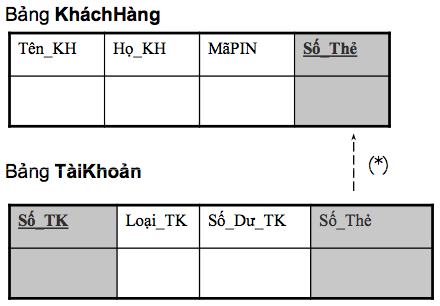 Bảng KháchHàng
Tên_KH Họ_KH MãPIN Số_Thẻ
(*)
Bảng TàiKhoản
Số_TK Loại_TK Số_Dư_TK Số_Thẻ